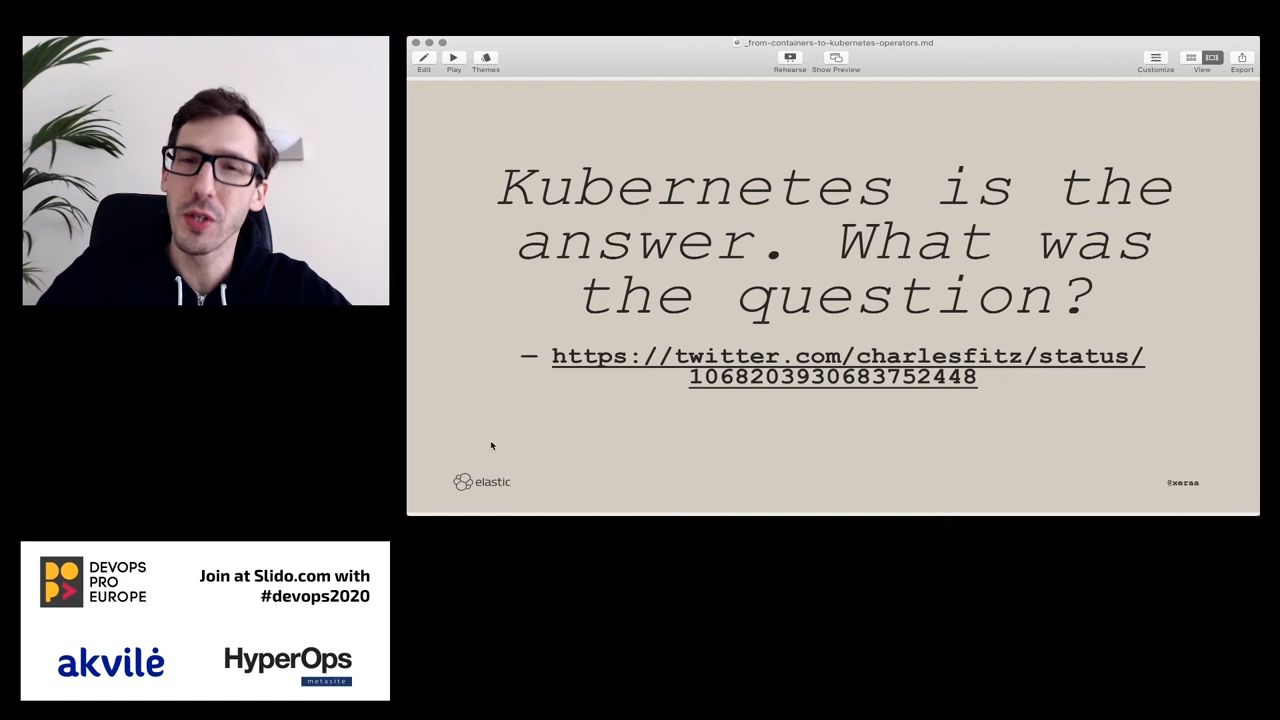 _from-containers-to-kubernetes-operators.md
Edit
Play
Themes
Rehearse
Show Preview
Customize
View
Export
Kubernetes is the
answer. What was
the question?
— https://twitter.com/charlesfitz/status/
1068203930683752448
elastic
@xeraa
DEVOPS
PRO
EUROPE
Join at Slido.com with
#devops2020
akvilė
HyperOps
metasite